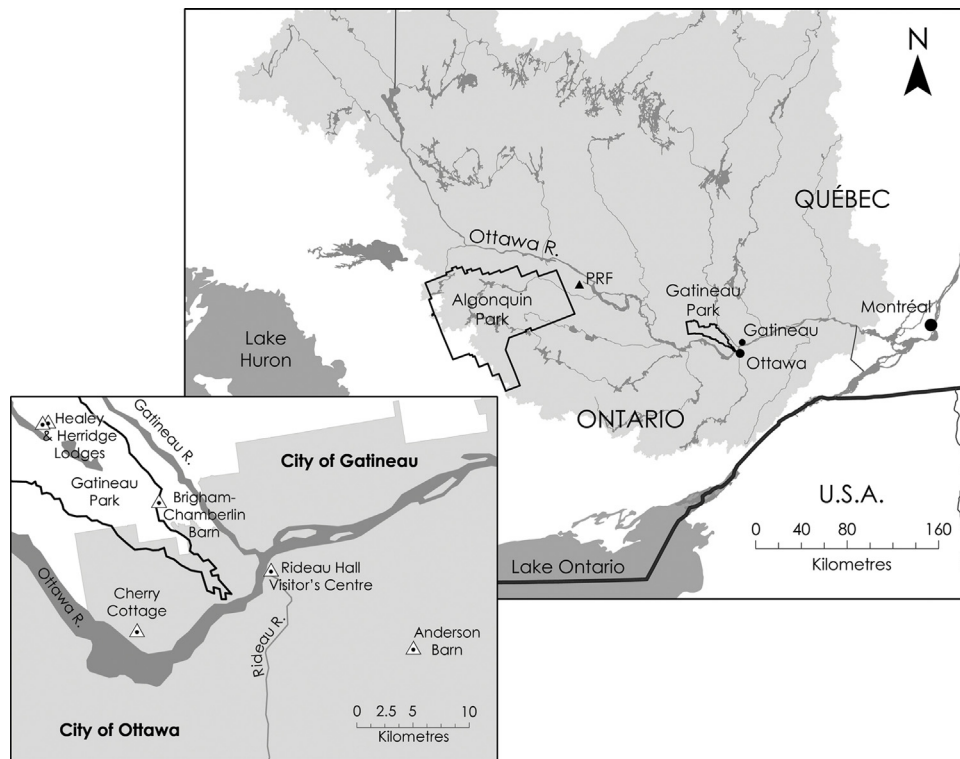 N
QUÉBEC
Ottawa R.
PRF
Algonquin
Park
Gatineau
Park
Montréal
Gatineau
Ottawa
Lake
Huron
ONTARIO
U.S.A.
0 40 80 160
Kilometres
Lake Ontario
Healey
& Herridge
Lodges
Gatineau R.
City of Gatineau
Gatineau
Park
Brigham-
Chamberlin
Barn
Rideau Hall
Visitor's Centre
Ottawa R.
Cherry
Cottage
Rideau R.
Anderson
Barn
City of Ottawa
0 2.5 5 10
Kilometres